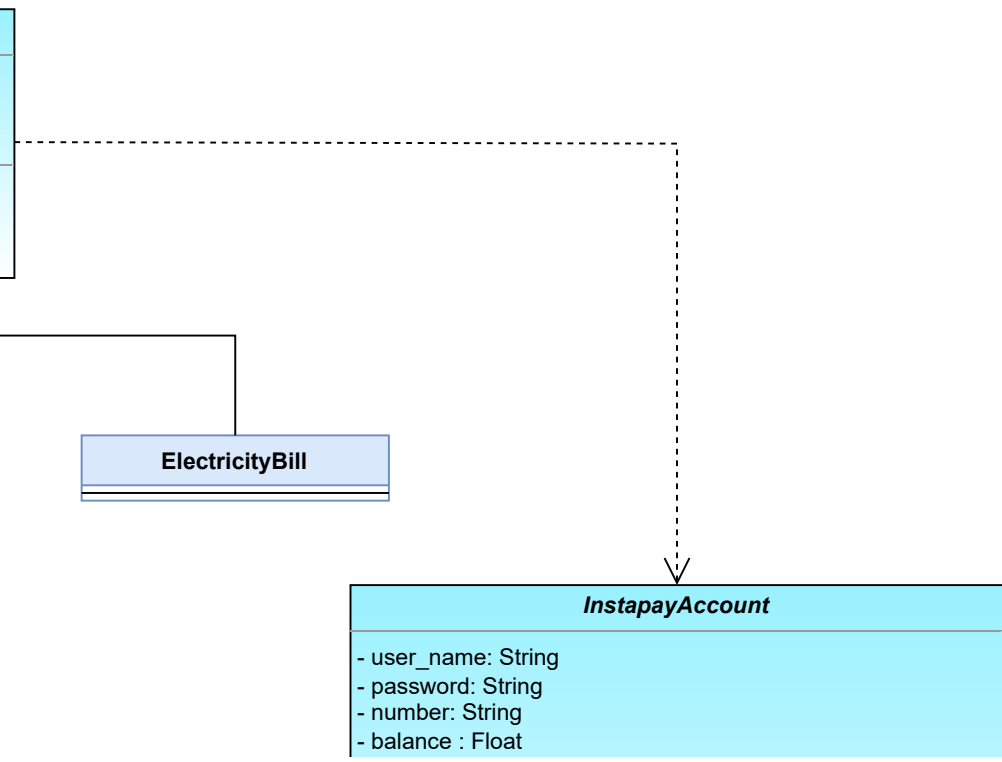 ElectricityBill
InstapayAccount
- user_name: String
- password: String
- number: String
- balance : Float